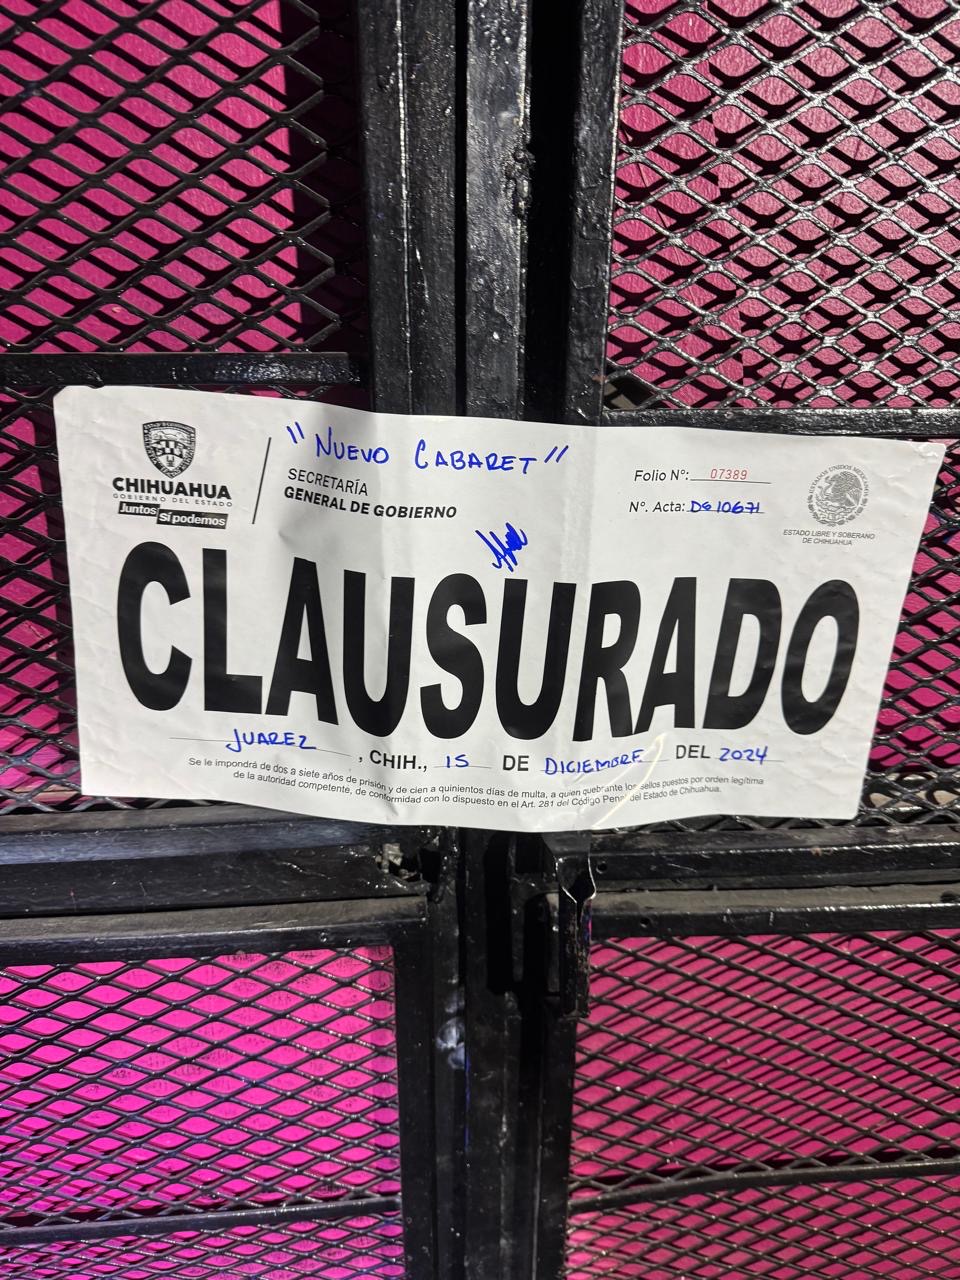 "NUEVO CABARET"
CHIHUAHUA
GOBIERNO DEL ESTADO
Juntos
Sí podemos
SECRETARÍA
GENERAL DE GOBIERNO
Folio Nº: 07389
Nº. Acta: DG 10671
ESTADOS UNIDOS MEXICANOS
ESTADO LIBRE Y SOBERANO
DE CHIHUAHUA
CLAUSURADO
JUAREZ, CHIH., 15 DE DICIEMBRE DEL 2024
Se le impondrá de dos a siete años de prisión y de cien a quinientos días de multa, a quien quebrante los sellos puestos por orden legítima
de la autoridad competente, de conformidad con lo dispuesto en el Art. 281 del Código Penal del Estado de Chihuahua.